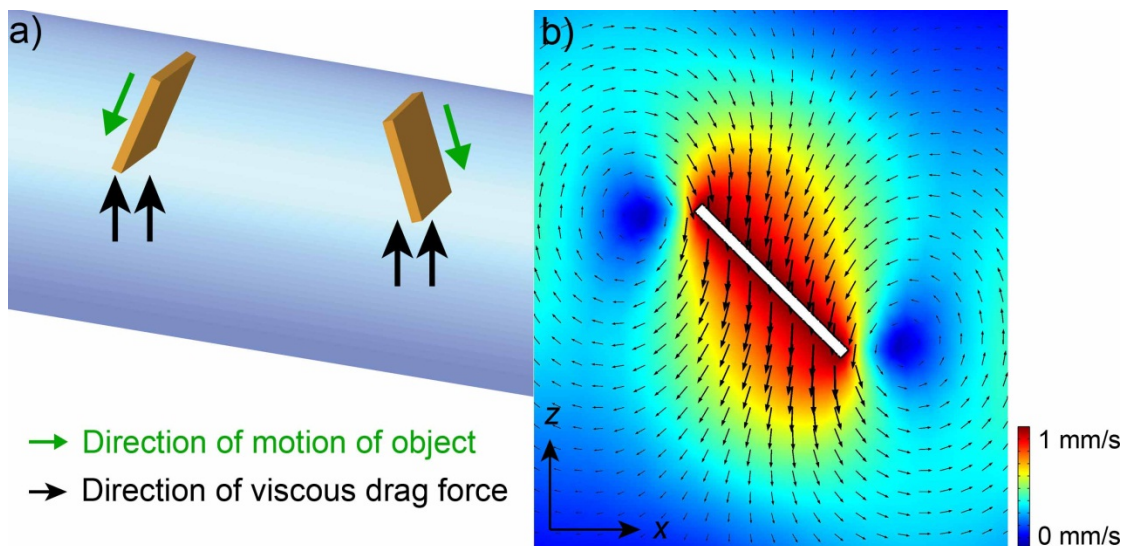 a)
→ Direction of motion of object
→ Direction of viscous drag force
b)
z
x
1 mm/s
0 mm/s